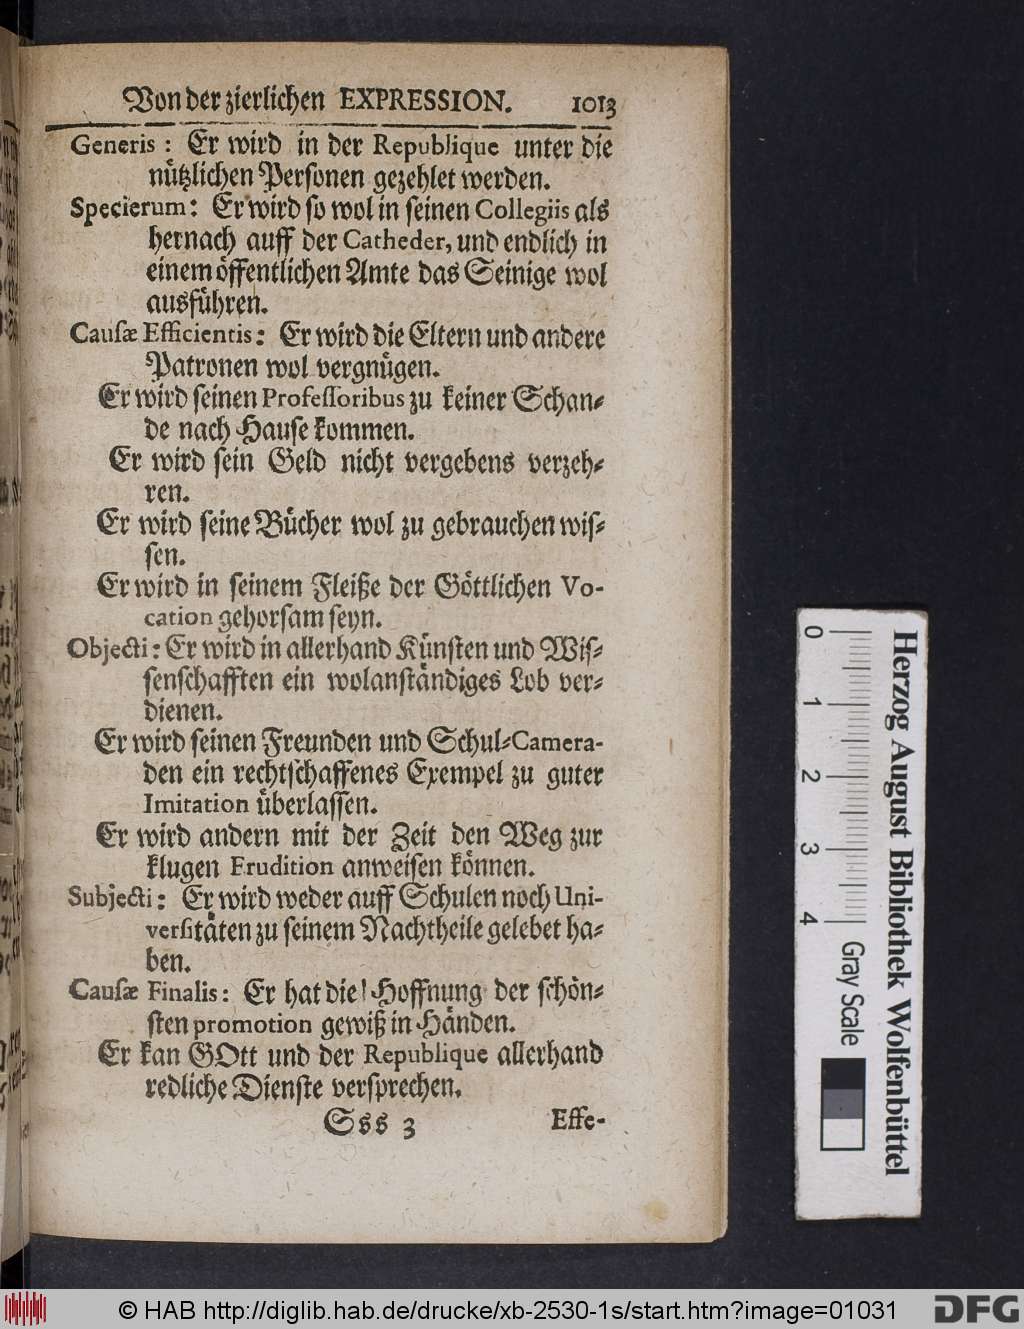 Von der zierlichen EXPRESSION. 1013
Generis: Er wird in der Republique unter die
nützlichen Personen gezehlet werden.
Specierum: Er wird so wol in seinen Collegiis als
hernach auff der Catheder, und endlich in
einem öffentlichen Amte das Seinige wol
ausführen.
Causæ Efficientis: Er wird die Eltern und andere
Patronen wol vergnügen.
Er wird seinen Professoribus zu keiner Schan-
de nach Hause kommen.
Er wird sein Geld nicht vergebens verzeh-
ren.
Er wird seine Bücher wol zu gebrauchen wis-
sen.
Er wird in seinem Fleiße der Göttlichen Vo-
cation gehorsam seyn.
Objecti: Er wird in allerhand Künsten und Wis-
senschafften ein wolanständiges Lob ver-
dienen.
Er wird seinen Freunden und Schul-Camera-
den ein rechtschaffenes Exempel zu guter
Imitation überlassen.
Er wird andern mit der Zeit den Weg zur
klugen Erudition anweisen können.
Subjecti: Er wird weder auff Schulen noch Uni-
versitäten zu seinem Nachtheile gelebet ha-
ben.
Causæ Finalis: Er hat die Hoffnung der schön-
sten promotion gewiß in Händen.
Er kan GOtt und der Republique allerhand
redliche Dienste versprechen.
Sss 3 Effe-
0 1 2 3 4
Gray Scale
Herzog August Bibliothek Wolfenbüttel
© HAB http://diglib.hab.de/drucke/xb-2530-1s/start.htm?image=01031
DFG